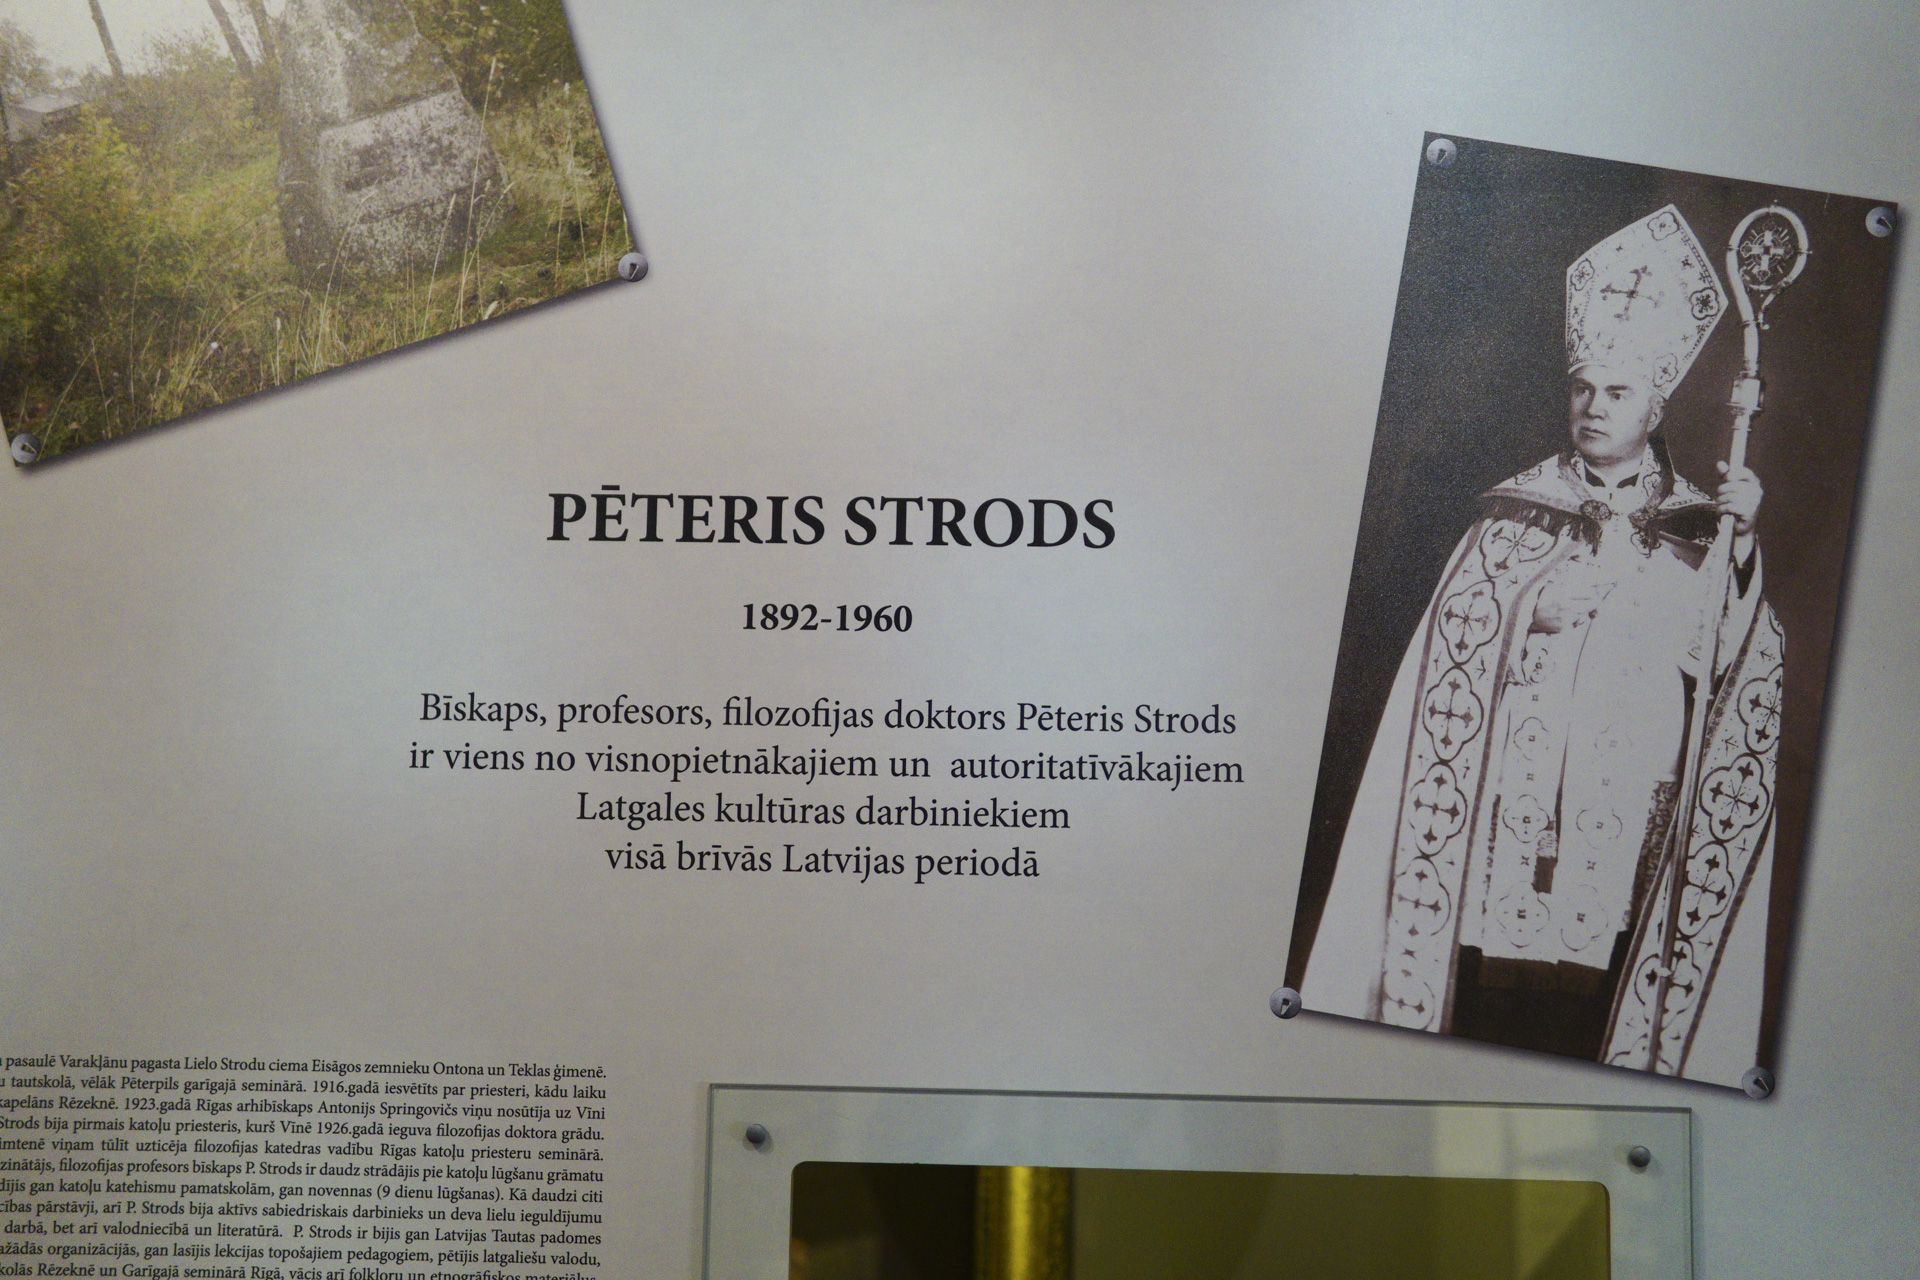 PĒTERIS STRODS
1892-1960
Bīskaps, profesors, filozofijas doktors Pēteris Strods
ir viens no visnopietnākajiem un autoritatīvākajiem
Latgales kultūras darbiniekiem
visā brīvās Latvijas periodā
pasaulē Varakļānu pagasta Lielo Strodu ciema Eisāgos zemnieku Ontona un Teklas ģimenē.
tautskolā, vēlāk Pēterpils garīgajā seminārā. 1916.gadā iesvētīts par priesteri, kādu laiku
kapelāns Rēzeknē. 1923.gadā Rīgas arhibīskaps Antonijs Springovičs viņu nosūtīja uz Vīni
Strods bija pirmais katoļu priesteris, kurš Vīnē 1926.gadā ieguva filozofijas doktora grādu.
viņam tūlīt uzticēja filozofijas katedras vadību Rīgas katoļu priesteru seminārā.
zinātājs, filozofijas profesors bīskaps P. Strods ir daudz strādājis pie katoļu lūgšanu grāmatu
gan katoļu katehismu pamatskolām, gan novennas (9 dienu lūgšanas). Kā daudzi citi
pārstāvji, arī P. Strods bija aktīvs sabiedriskais darbinieks un deva lielu ieguldījumu
darbā, bet arī valodniecībā un literatūrā. P. Strods ir bijis gan Latvijas Tautas padomes
organizācijās, gan lasījis lekcijas topošajiem pedagogiem, pētījis latgaliešu valodu,
Rēzeknē un Garīgajā seminārā Rīgā, vācis arī folkloru un etnogrāfiskos materiālus